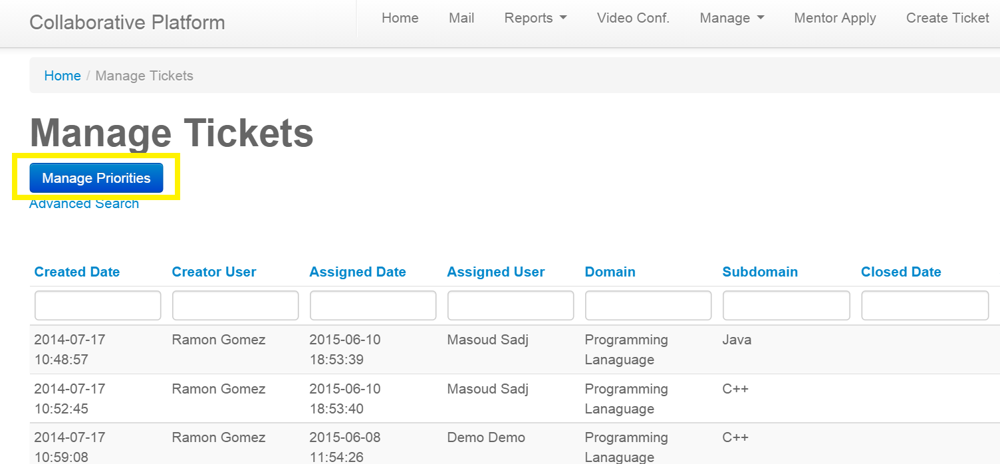 Collaborative Platform
Home Mail Reports Video Conf. Manage Mentor Apply Create Ticket
Home / Manage Tickets
Manage Tickets
Manage Priorities
Advanced Search
Created Date Creator User Assigned Date Assigned User Domain Subdomain Closed Date
2014-07-17 Ramon Gomez 2015-06-10 Masoud Sadj Programming Java
10:48:57 18:53:39 Lanaguage
2014-07-17 Ramon Gomez 2015-06-10 Masoud Sadj Programming C++
10:52:45 18:53:40 Lanaguage
2014-07-17 Ramon Gomez 2015-06-08 Demo Demo Programming C++
10:59:08 11:54:26 Lanaguage